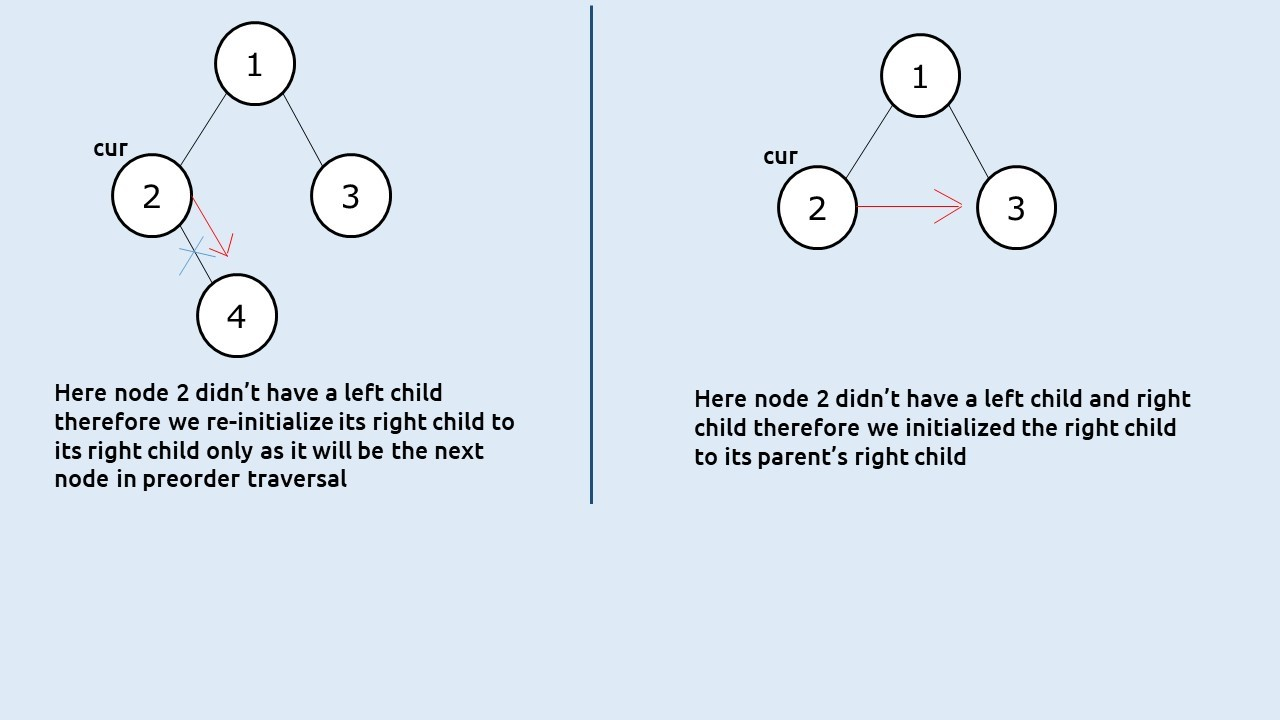 1
cur
2
3
4
Here node 2 didn’t have a left child
therefore we re-initialize its right child to
its right child only as it will be the next
node in preorder traversal
1
cur
2
3
Here node 2 didn’t have a left child and right
child therefore we initialized the right child
to its parent’s right child